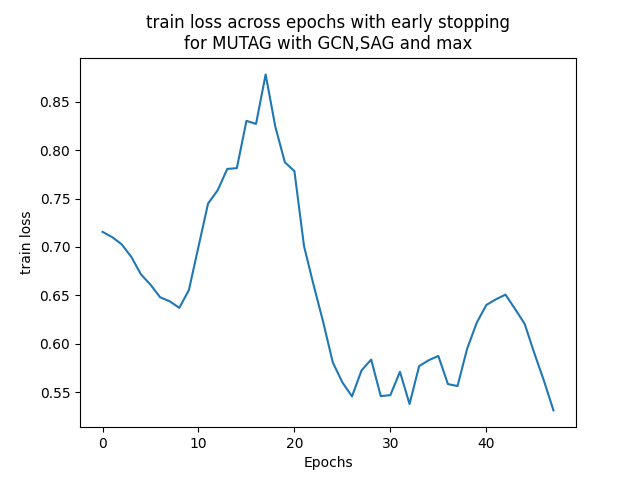 train loss across epochs with early stopping
for MUTAG with GCN,SAG and max
0.85
0.80
0.75
0.70
0.65
0.60
0.55
train loss
0 10 20 30 40
Epochs